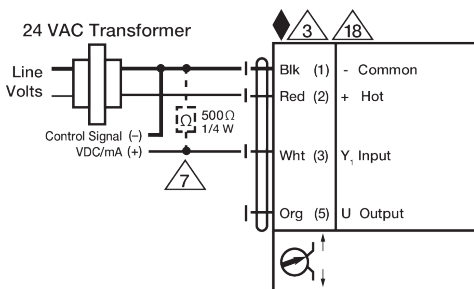 24 VAC Transformer
3 18
Line
Volts
Blk (1) - Common
Red (2) + Hot
Ω 500Ω
1/4 W
Control Signal (–)
VDC/mA (+)
Wht (3) Y₁ Input
7
Org (5) U Output